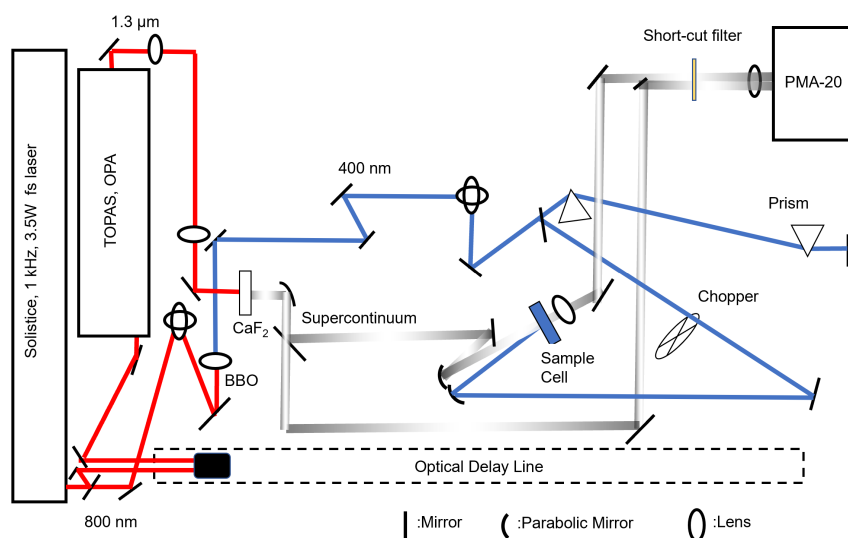 1.3 µm
Short-cut filter
PMA-20
Solistice, 1 kHz, 3.5W fs laser
TOPAS, OPA
400 nm
Prism
Chopper
CaF2
Supercontinuum
Sample
Cell
BBO
Optical Delay Line
800 nm
:Mirror
:Parabolic Mirror
:Lens